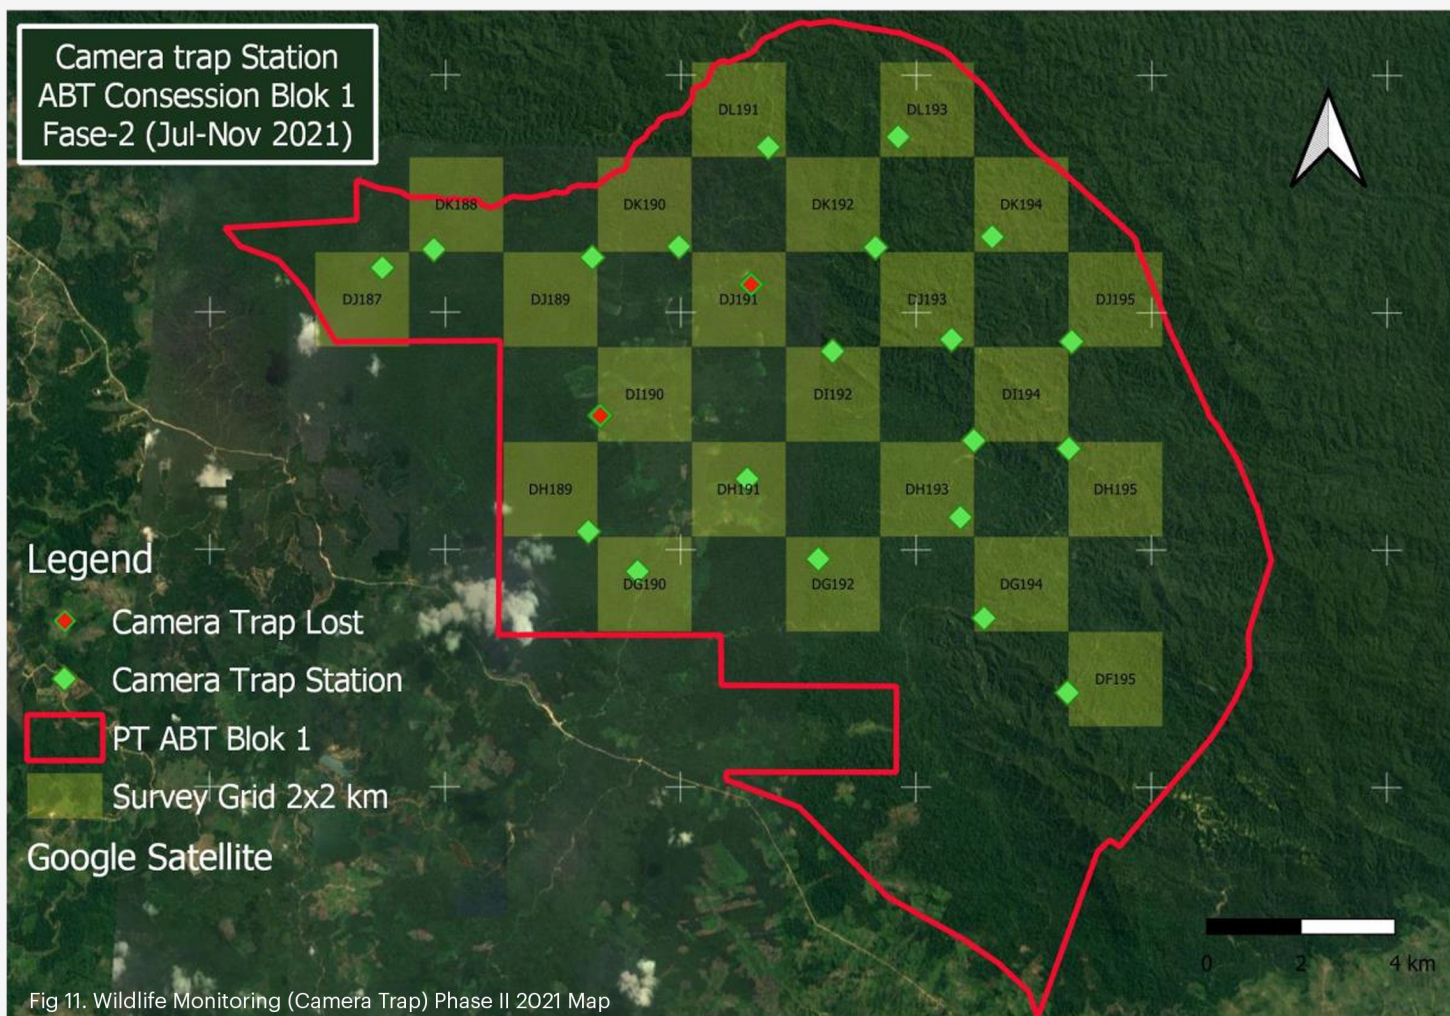 Camera trap Station
ABT Consession Blok 1
Fase-2 (Jul-Nov 2021)
DL191
DL193
DK188
DK190
DK192
DK194
DJ187
DJ189
DJ191
DJ193
DJ195
DI190
DI192
DI194
DH189
DH191
DH193
DH195
DG190
DG192
DG194
DF195
Legend
Camera Trap Lost
Camera Trap Station
PT ABT Blok 1
Survey Grid 2x2 km
Google Satellite
0 2 4 km
Fig 11. Wildlife Monitoring (Camera Trap) Phase II 2021 Map